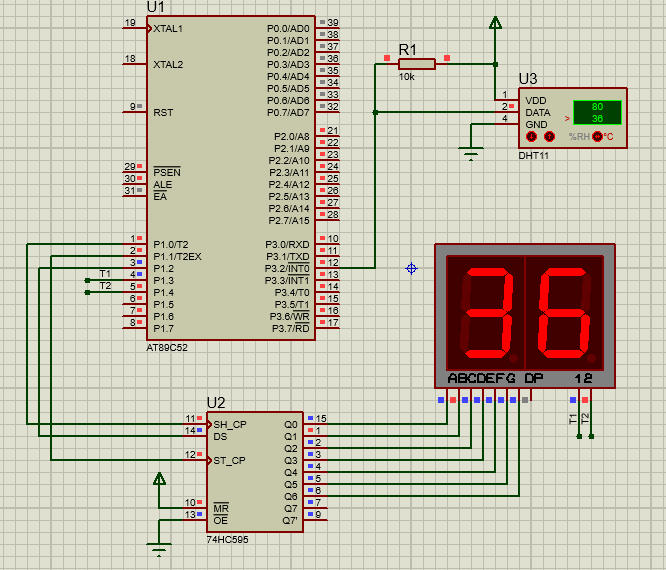 U1
19 XTAL1 P0.0/AD0 39
P0.1/AD1 38
P0.2/AD2 37
18 XTAL2 P0.3/AD3 36
P0.4/AD4 35
P0.5/AD5 34
P0.6/AD6 33
9 RST P0.7/AD7 32
P2.0/A8 21
P2.1/A9 22
P2.2/A10 23
29 PSEN P2.3/A11 24
30 ALE P2.4/A12 25
31 EA P2.5/A13 26
P2.6/A14 27
P2.7/A15 28
1 P1.0/T2 P3.0/RXD 10
2 P1.1/T2EX P3.1/TXD 11
3 P1.2 P3.2/INT0 12
T1 4 P1.3 P3.3/INT1 13
T2 5 P1.4 P3.4/T0 14
6 P1.5 P3.5/T1 15
7 P1.6 P3.6/WR 16
8 P1.7 P3.7/RD 17
AT89C52
R1
10k
U3
1 VDD
2 DATA
4 GND
80
> 36
%RH °C
DHT11
36
ABCDEFG DP 12
T1
T2
U2
11 SH_CP Q0 15
14 DS Q1 1
Q2 2
12 ST_CP Q3 3
Q4 4
Q5 5
Q6 6
10 MR Q7 7
13 OE Q7' 9
74HC595